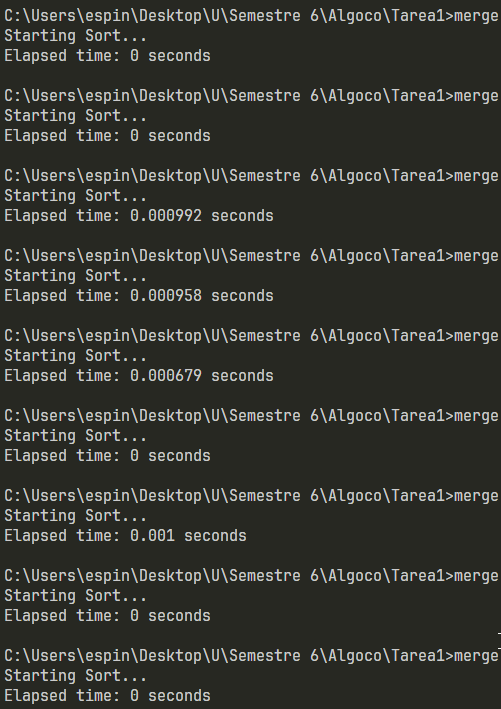 C:\Users\espin\Desktop\U\Semestre 6\Algoco\Tarea1>merge
Starting Sort...
Elapsed time: 0 seconds
C:\Users\espin\Desktop\U\Semestre 6\Algoco\Tarea1>merge
Starting Sort...
Elapsed time: 0 seconds
C:\Users\espin\Desktop\U\Semestre 6\Algoco\Tarea1>merge
Starting Sort...
Elapsed time: 0.000992 seconds
C:\Users\espin\Desktop\U\Semestre 6\Algoco\Tarea1>merge
Starting Sort...
Elapsed time: 0.000958 seconds
C:\Users\espin\Desktop\U\Semestre 6\Algoco\Tarea1>merge
Starting Sort...
Elapsed time: 0.000679 seconds
C:\Users\espin\Desktop\U\Semestre 6\Algoco\Tarea1>merge
Starting Sort...
Elapsed time: 0 seconds
C:\Users\espin\Desktop\U\Semestre 6\Algoco\Tarea1>merge
Starting Sort...
Elapsed time: 0.001 seconds
C:\Users\espin\Desktop\U\Semestre 6\Algoco\Tarea1>merge
Starting Sort...
Elapsed time: 0 seconds
C:\Users\espin\Desktop\U\Semestre 6\Algoco\Tarea1>merge
Starting Sort...
Elapsed time: 0 seconds